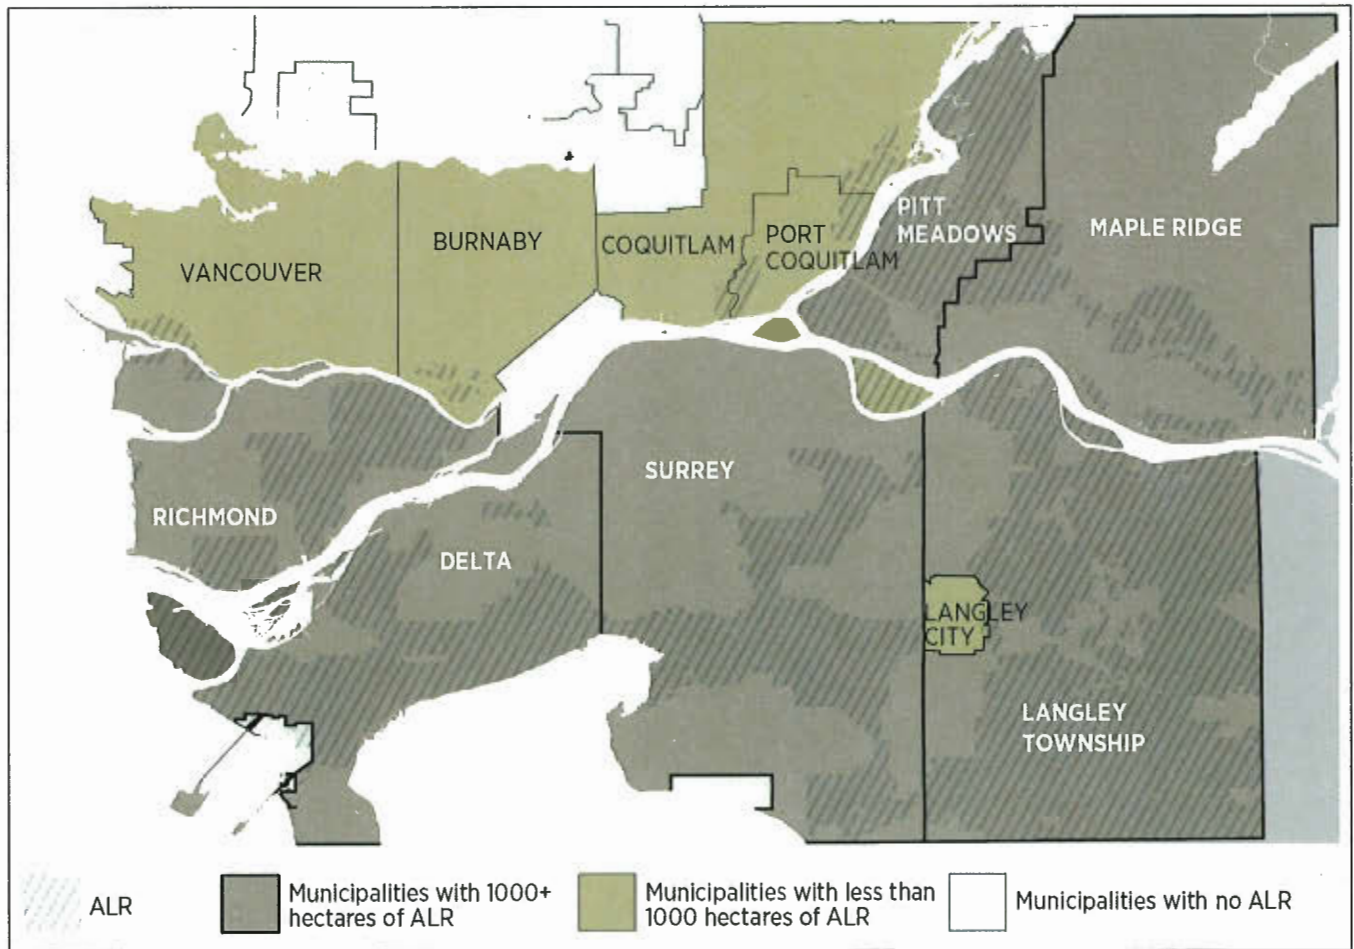 VANCOUVER
BURNABY
COQUITLAM
PORT
COQUITLAM
PITT
MEADOWS
MAPLE RIDGE
RICHMOND
DELTA
SURREY
LANGLEY
CITY
LANGLEY
TOWNSHIP
ALR
Municipalities with 1000+
hectares of ALR
Municipalities with less than
1000 hectares of ALR
Municipalities with no ALR